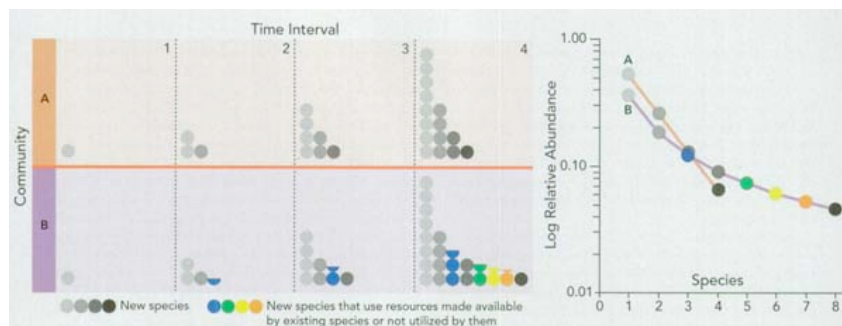 Time Interval
1
2
3
4
Community
A
B
New species
New species that use resources made available
by existing species or not utilized by them
Log Relative Abundance
1.00
0.10
0.01
A
B
Species
0
1
2
3
4
5
6
7
8